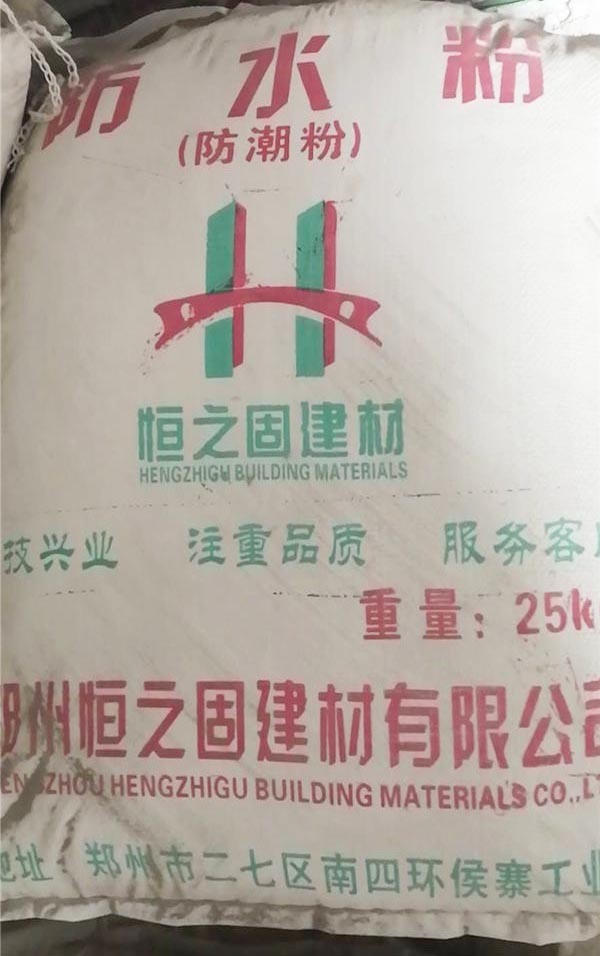 防水粉
(防潮粉)
恒之固建材
HENGZHIGU BUILDING MATERIALS
技兴业 注重品质 服务客
重量：25k
郑州恒之固建材有限公司
ENGZHOU HENGZHIGU BUILDING MATERIALS CO.,L
地址 郑州市二七区南四环侯寨工业